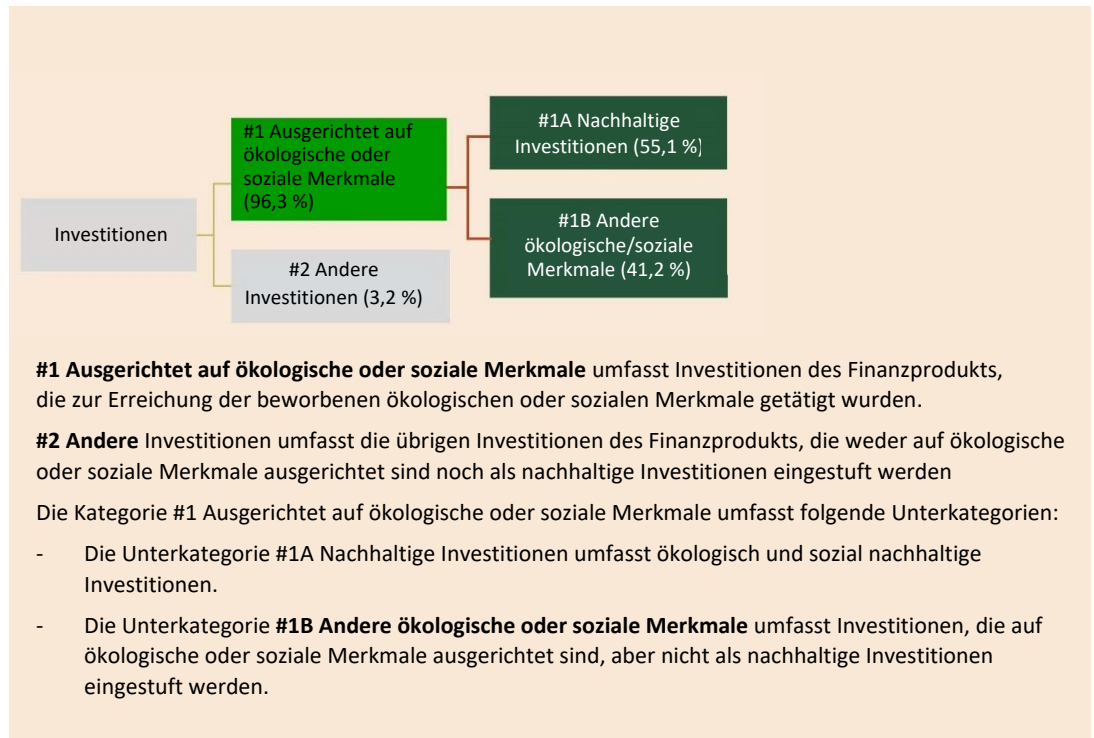 Investitionen
#1 Ausgerichtet auf
ökologische oder
soziale Merkmale
(96,3 %)
#2 Andere
Investitionen (3,2 %)
#1A Nachhaltige
Investitionen (55,1 %)
#1B Andere
ökologische/soziale
Merkmale (41,2 %)
#1 Ausgerichtet auf ökologische oder soziale Merkmale umfasst Investitionen des Finanzprodukts,
die zur Erreichung der beworbenen ökologischen oder sozialen Merkmale getätigt wurden.
#2 Andere Investitionen umfasst die übrigen Investitionen des Finanzprodukts, die weder auf ökologische
oder soziale Merkmale ausgerichtet sind noch als nachhaltige Investitionen eingestuft werden
Die Kategorie #1 Ausgerichtet auf ökologische oder soziale Merkmale umfasst folgende Unterkategorien:
- Die Unterkategorie #1A Nachhaltige Investitionen umfasst ökologisch und sozial nachhaltige
Investitionen.
- Die Unterkategorie #1B Andere ökologische oder soziale Merkmale umfasst Investitionen, die auf
ökologische oder soziale Merkmale ausgerichtet sind, aber nicht als nachhaltige Investitionen
eingestuft werden.